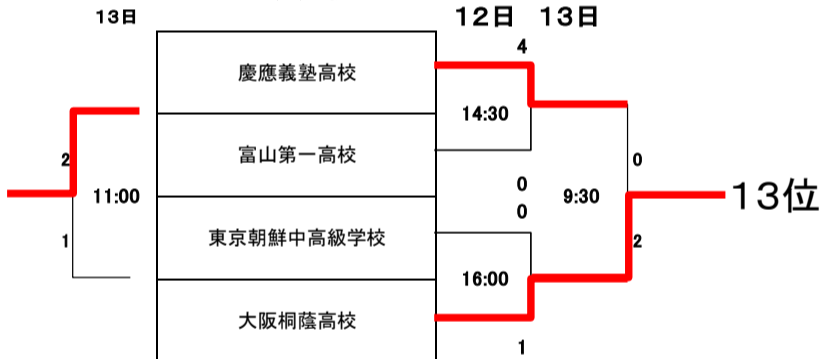 13日
12日 13日
4
慶應義塾高校
14:30
2
富山第一高校
0
0
11:00
9:30
13位
0
1
東京朝鮮中高級学校
2
16:00
大阪桐蔭高校
1